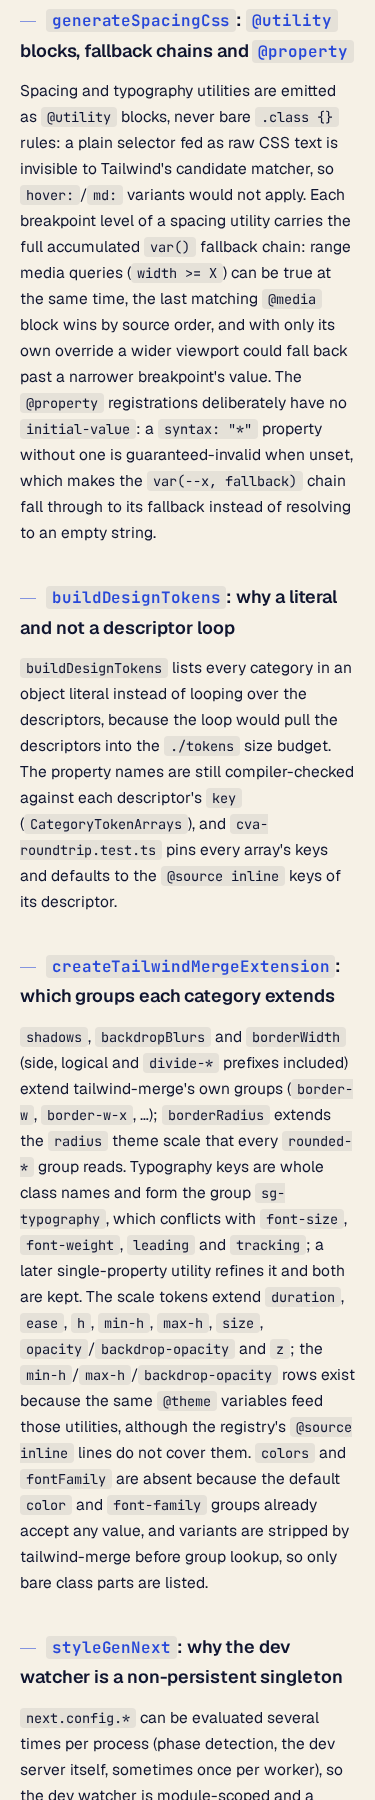 — generateSpacingCss: @utility
blocks, fallback chains and @property
Spacing and typography utilities are emitted
as @utility blocks, never bare .class {}
rules: a plain selector fed as raw CSS text is
invisible to Tailwind's candidate matcher, so
hover: / md: variants would not apply. Each
breakpoint level of a spacing utility carries the
full accumulated var() fallback chain: range
media queries ( width >= X ) can be true at
the same time, the last matching @media
block wins by source order, and with only its
own override a wider viewport could fall back
past a narrower breakpoint's value. The
@property registrations deliberately have no
initial-value : a syntax: "*" property
without one is guaranteed-invalid when unset,
which makes the var(--x, fallback) chain
fall through to its fallback instead of resolving
to an empty string.
— buildDesignTokens: why a literal
and not a descriptor loop
buildDesignTokens lists every category in an
object literal instead of looping over the
descriptors, because the loop would pull the
descriptors into the ./tokens size budget.
The property names are still compiler-checked
against each descriptor's key
( CategoryTokenArrays ), and cva-
roundtrip.test.ts pins every array's keys
and defaults to the @source inline keys of
its descriptor.
— createTailwindMergeExtension:
which groups each category extends
shadows , backdropBlurs and borderWidth
(side, logical and divide-* prefixes included)
extend tailwind-merge's own groups ( border-
w , border-w-x , …); borderRadius extends
the radius theme scale that every rounded-
* group reads. Typography keys are whole
class names and form the group sg-
typography , which conflicts with font-size ,
font-weight , leading and tracking ; a
later single-property utility refines it and both
are kept. The scale tokens extend duration ,
ease , h , min-h , max-h , size ,
opacity / backdrop-opacity and z ; the
min-h / max-h / backdrop-opacity rows exist
because the same @theme variables feed
those utilities, although the registry's @source
inline lines do not cover them. colors and
fontFamily are absent because the default
color and font-family groups already
accept any value, and variants are stripped by
tailwind-merge before group lookup, so only
bare class parts are listed.
— styleGenNext: why the dev
watcher is a non-persistent singleton
next.config.* can be evaluated several
times per process (phase detection, the dev
server itself, sometimes once per worker), so
the dev watcher is module-scoped and a